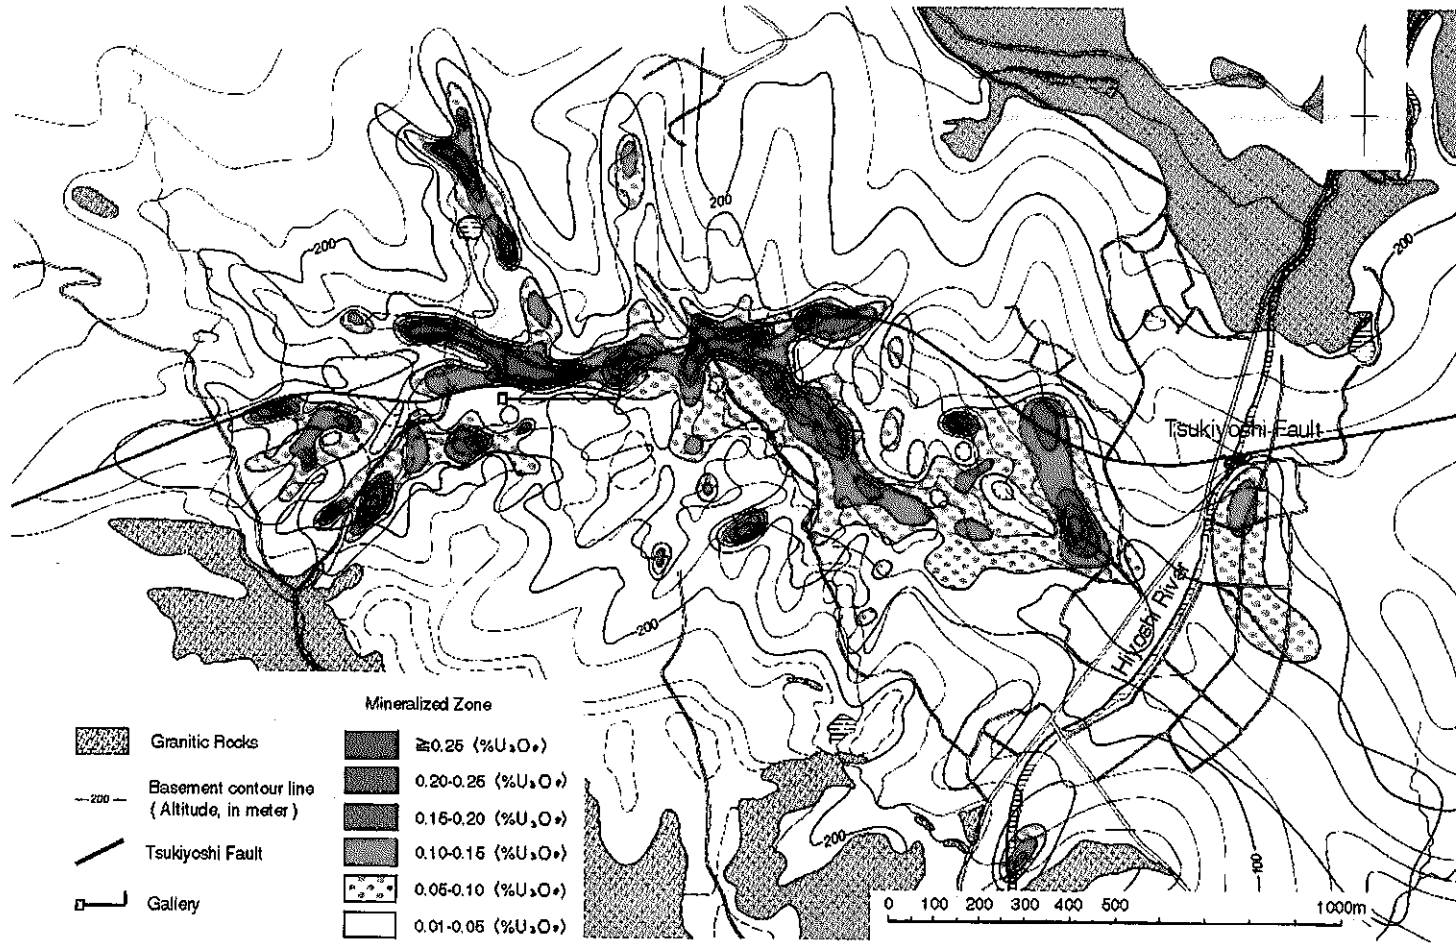 200
200
200
Tsukiyoshi Fault
Hiyoshi River
200
200
100
Mineralized Zone
Granitic Rocks
Basement contour line
—200—
( Altitude, in meter )
Tsukiyoshi Fault
Gallery
≧0.25 (%U₃O₈)
0.20-0.25 (%U₃O₈)
0.15-0.20 (%U₃O₈)
0.10-0.15 (%U₃O₈)
0.05-0.10 (%U₃O₈)
0.01-0.05 (%U₃O₈)
0 100 200 300 400 500 1000m